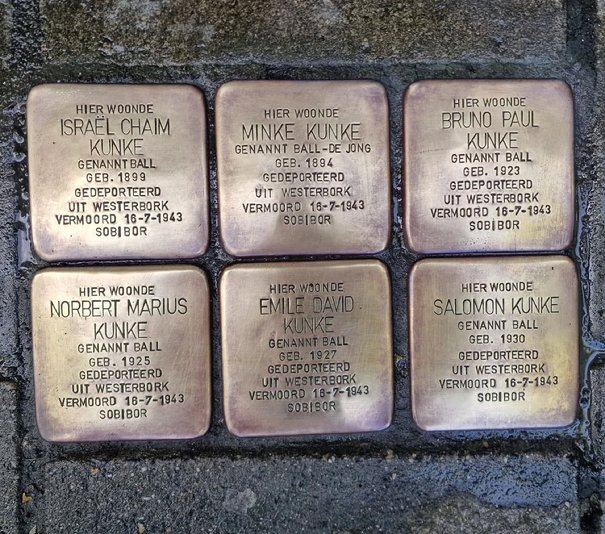 HIER WOONDE
ISRAËL CHAIM
KUNKE
GENANNT BALL
GEB. 1899
GEDEPORTEERD
UIT WESTERBORK
VERMOORD 16-7-1943
SOBIBOR
HIER WOONDE
MINKE KUNKE
GENANNT BALL-DE JONG
GEB. 1894
GEDEPORTEERD
UIT WESTERBORK
VERMOORD 16-7-1943
SOBIBOR
HIER WOONDE
BRUNO PAUL
KUNKE
GENANNT BALL
GEB. 1923
GEDEPORTEERD
UIT WESTERBORK
VERMOORD 16-7-1943
SOBIBOR
HIER WOONDE
NORBERT MARIUS
KUNKE
GENANNT BALL
GEB. 1925
GEDEPORTEERD
UIT WESTERBORK
VERMOORD 16-7-1943
SOBIBOR
HIER WOONDE
EMILE DAVID
KUNKE
GENANNT BALL
GEB. 1927
GEDEPORTEERD
UIT WESTERBORK
VERMOORD 16-7-1943
SOBIBOR
HIER WOONDE
SALOMON KUNKE
GENANNT BALL
GEB. 1930
GEDEPORTEERD
UIT WESTERBORK
VERMOORD 16-7-1943
SOBIBOR